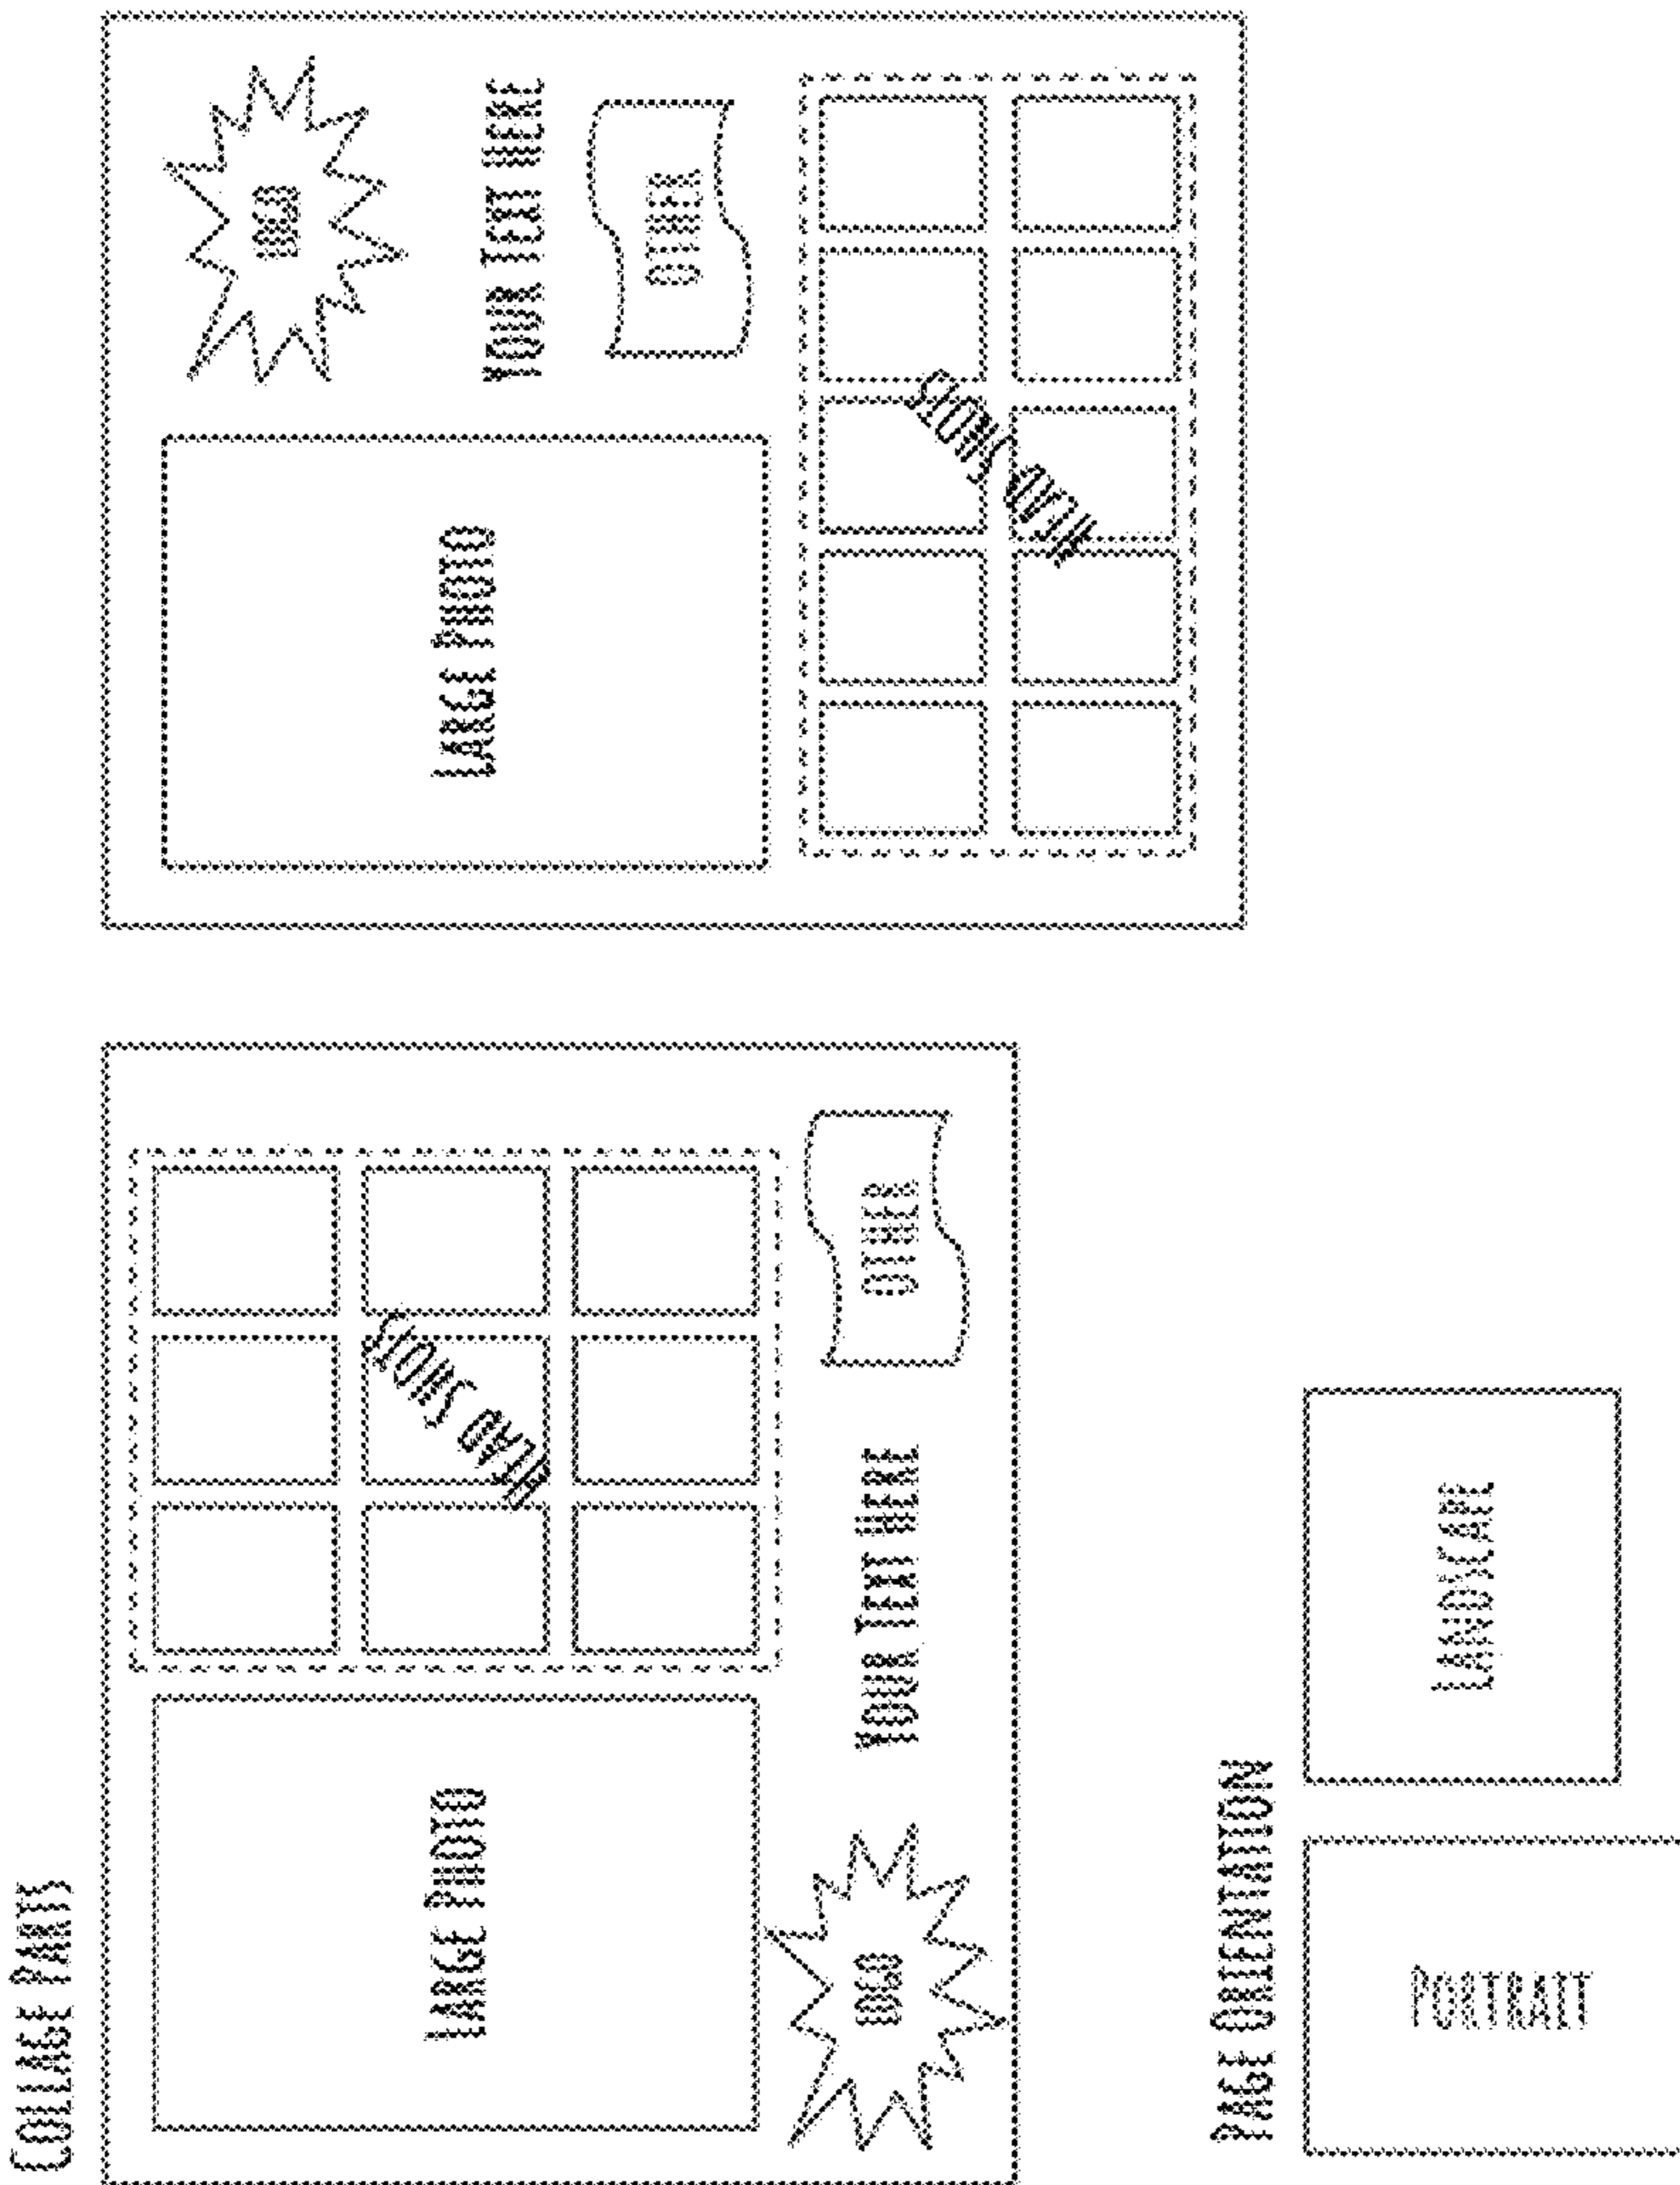 COLLAGE PARTS
LARGE PHOTO
HEAD SHOTS
LOGO
YOUR TEXT HERE
OTHER
LARGE PHOTO
LOGO
YOUR TEXT HERE
OTHER
HEAD SHOTS
PAGE ORIENTATION
PORTRAIT
LANDSCAPE